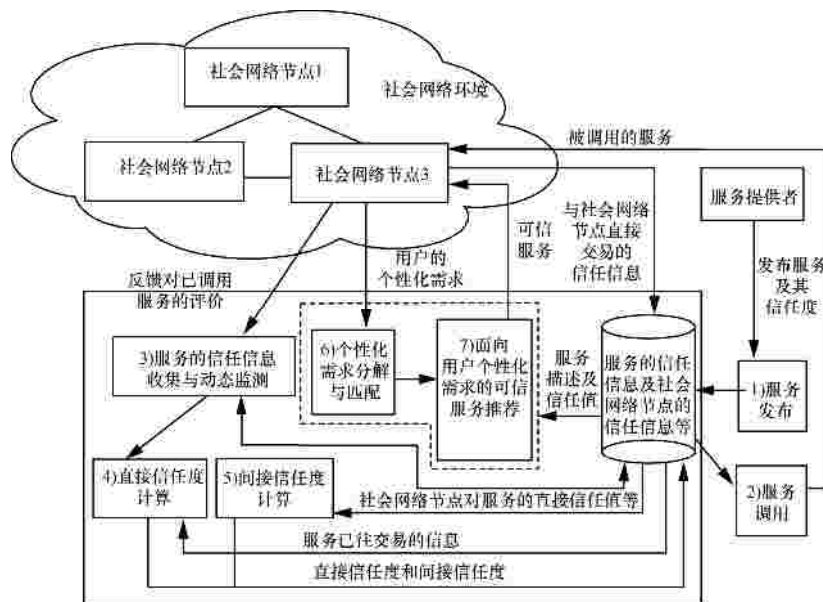 社会网络节点1
社会网络环境
社会网络节点2
社会网络节点3
被调用的服务
服务提供者
与社会网络
节点直接
交易的
信任信息
可信
服务
用户的
个性化需求
反馈对已调用
服务的评价
发布服务
及其
信任度
3)服务的信任信息
收集与动态监测
6)个性化
需求分解
与匹配
7)面向
用户个性化
需求的可信
服务推荐
服务
描述及
信任值
服务的信任
信息及社会
网络节点的
信任信息等
1)服务
发布
4)直接信任度
计算
5)间接信任度
计算
2)服务
调用
社会网络节点对服务的直接信任值等
服务已往交易的信息
直接信任度和间接信任度